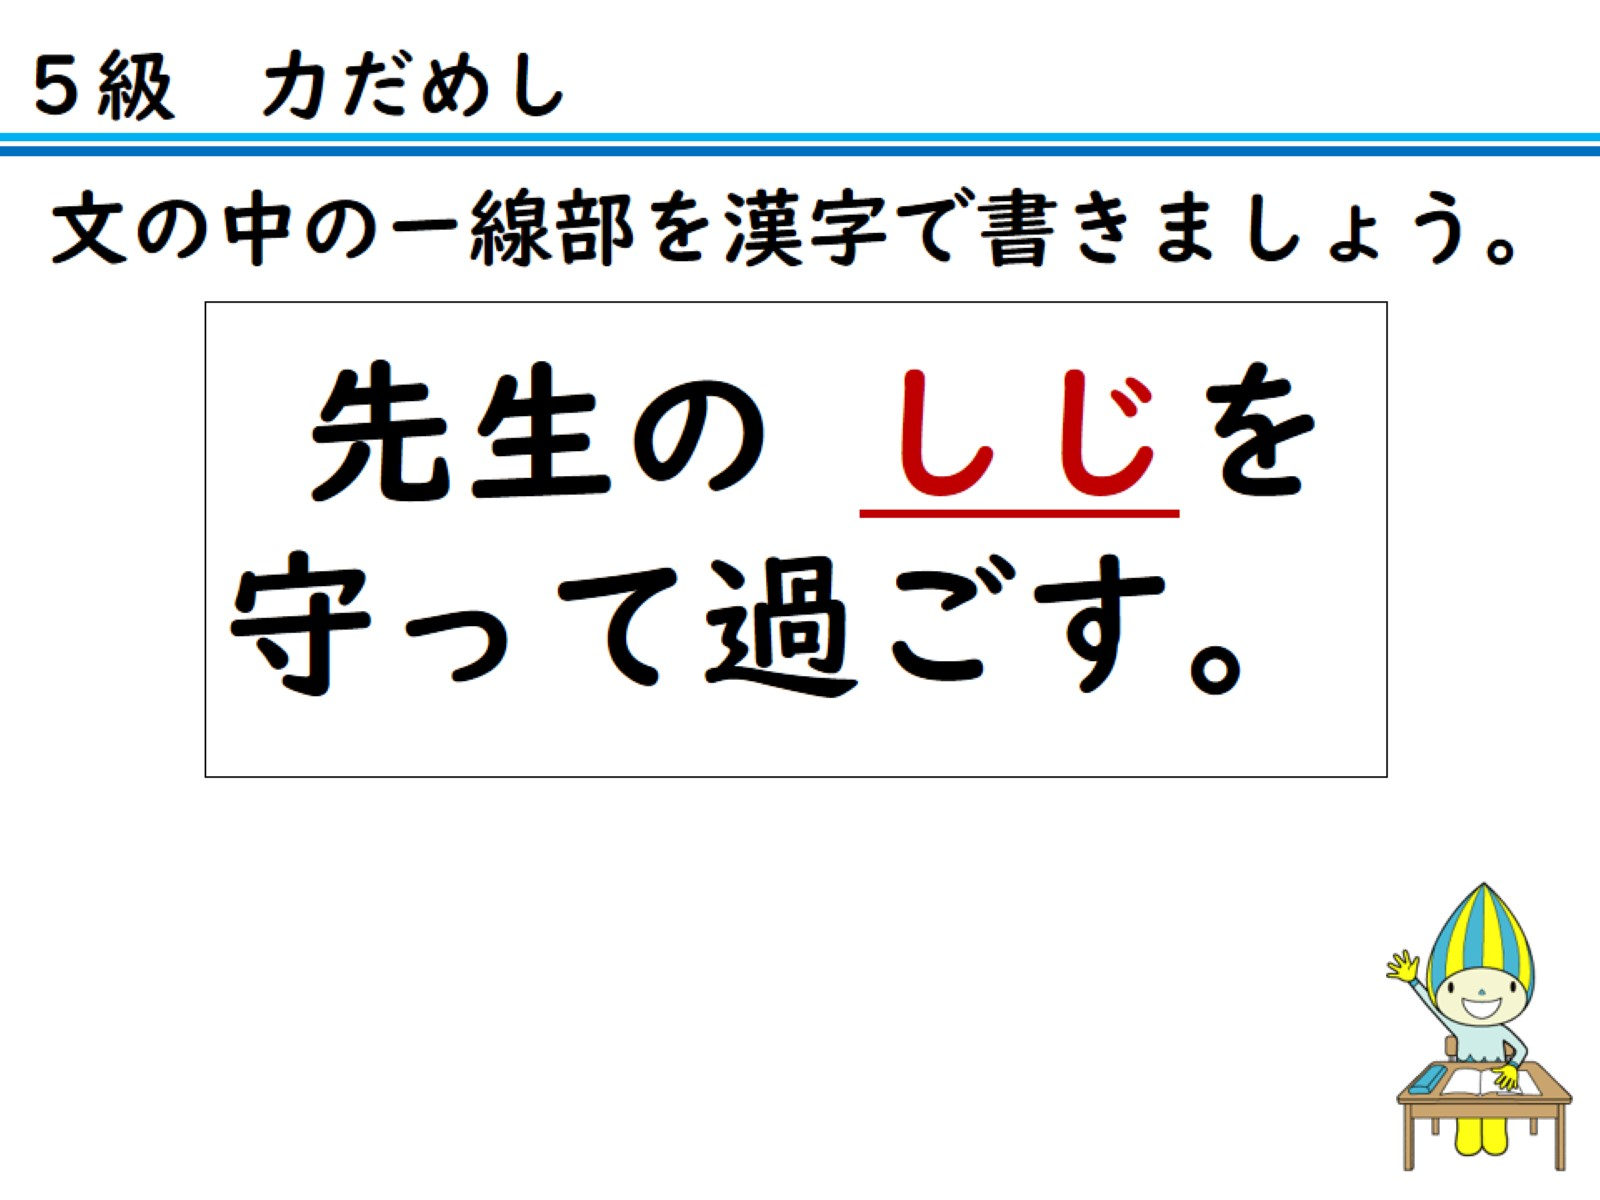 ５級　力だめし
文の中の一線部を漢字で書きましょう。
先生の　しじを
守って過ごす。